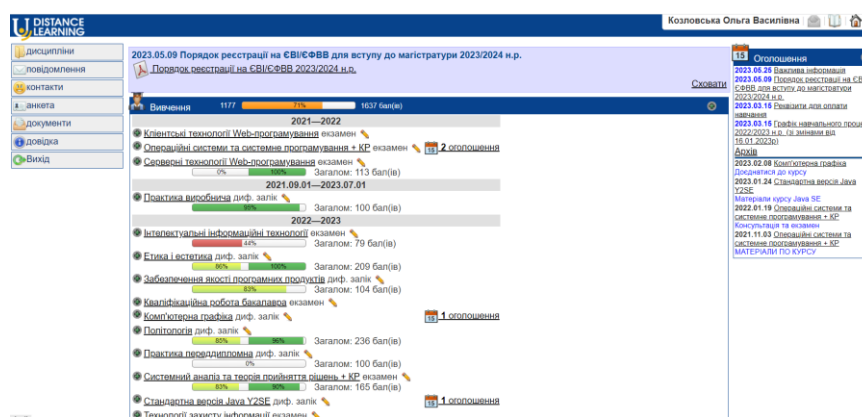 DISTANCE
LEARNING
Козловська Ольга Василівна
дисципліни
повідомлення
контакти
анкета
документи
довідка
Вихід
2023.05.09 Порядок реєстрації на ЄВІ/ЄФВВ для вступу до магістратури 2023/2024 н.р.
Порядок реєстрації на ЄВІ/ЄФВВ 2023/2024 н.р.
Сховати
Вивчення 1177 71% 1637 бал(ів)
2021—2022
Клієнтські технології Web-програмування екзамен
Операційні системи та системне програмування + КР екзамен 15 2 оголошення
Серверні технології Web-програмування екзамен
0% 100% Загалом: 113 бал(ів)
2021.09.01—2023.07.01
Практика виробнича диф. залік
Загалом: 100 бал(ів)
2022—2023
Інтелектуальні інформаційні технології екзамен
44% Загалом: 79 бал(ів)
Етика і естетика диф. залік
86% 100% Загалом: 209 бал(ів)
Забезпечення якості програмних продуктів диф. залік
83% Загалом: 104 бал(ів)
Кваліфікаційна робота бакалавра екзамен
Комп'ютерна графіка диф. залік 15 1 оголошення
Політологія диф. залік
85% 96% Загалом: 236 бал(ів)
Практика переддипломна диф. залік
0% Загалом: 100 бал(ів)
Системний аналіз та теорія прийняття рішень + КР екзамен
83% 90% Загалом: 165 бал(ів)
Стандартна версія Java Y2SE диф. залік 15 1 оголошення
Технології захисту інформації екзамен
15 Оголошення
2023.05.26 Важлива інформація
2023.05.09 Порядок реєстрації на ЄВ
ЄФВВ для вступу до магістратури
2023/2024 н.р.
2023.03.15 Реквізити для оплати
навчання
2023.03.15 Графік навчального проце
2022/2023 н.р. (зі змінами від
16.01.2023р)
Архів
2023.02.08 Комп'ютерна графіка
Доєднатися до курсу
2023.01.24 Стандартна версія Java
Y2SE
Матеріали курсу Java SE
2022.01.19 Операційні системи та
системне програмування + КР
Консультація та екзамен
2021.11.03 Операційні системи та
системне програмування + КР
МАТЕРІАЛИ ПО КУРСУ